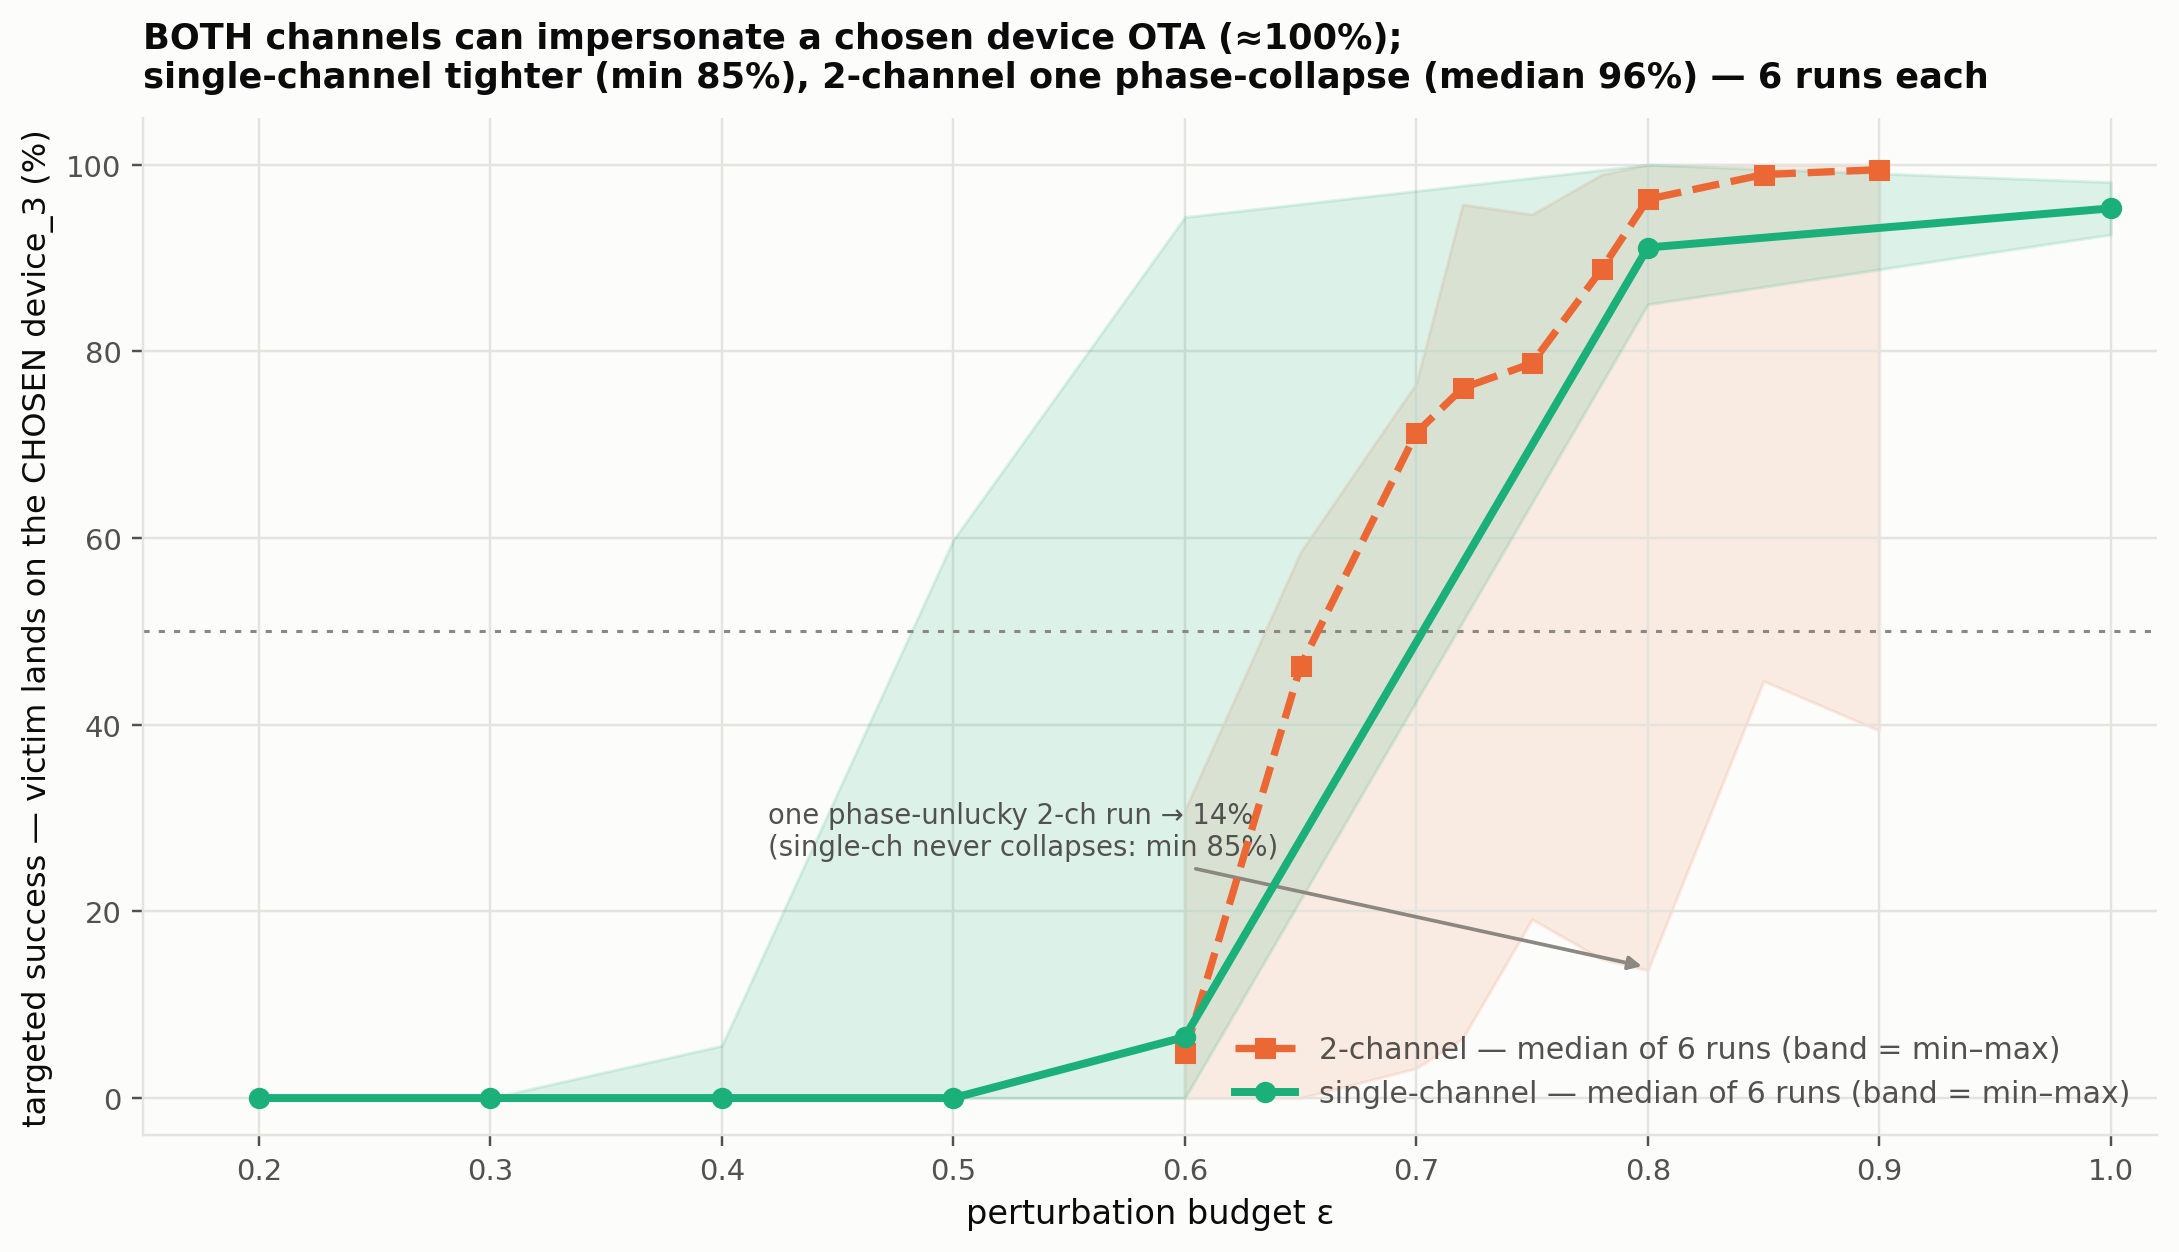 BOTH channels can impersonate a chosen device OTA (≈100%);
single-channel tighter (min 85%), 2-channel one phase-collapse (median 96%) — 6 runs each
targeted success — victim lands on the CHOSEN device_3 (%)
100
80
60
40
20
0
one phase-unlucky 2-ch run → 14%
(single-ch never collapses: min 85%)
2-channel — median of 6 runs (band = min–max)
single-channel — median of 6 runs (band = min–max)
0.2
0.3
0.4
0.5
0.6
0.7
0.8
0.9
1.0
perturbation budget ε